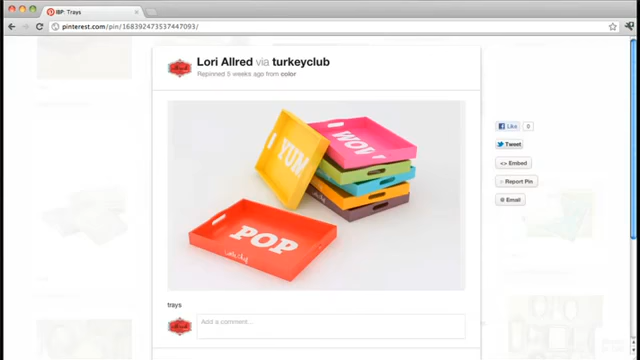 IBP: Trays
pinterest.com/pin/168392473537447093/
Lori Allred via turkeyclub
Repinned 5 weeks ago from color
Like 0
Tweet
<> Embed
Report Pin
@ Email
YUM
WOW
POP
trays
Add a comment...